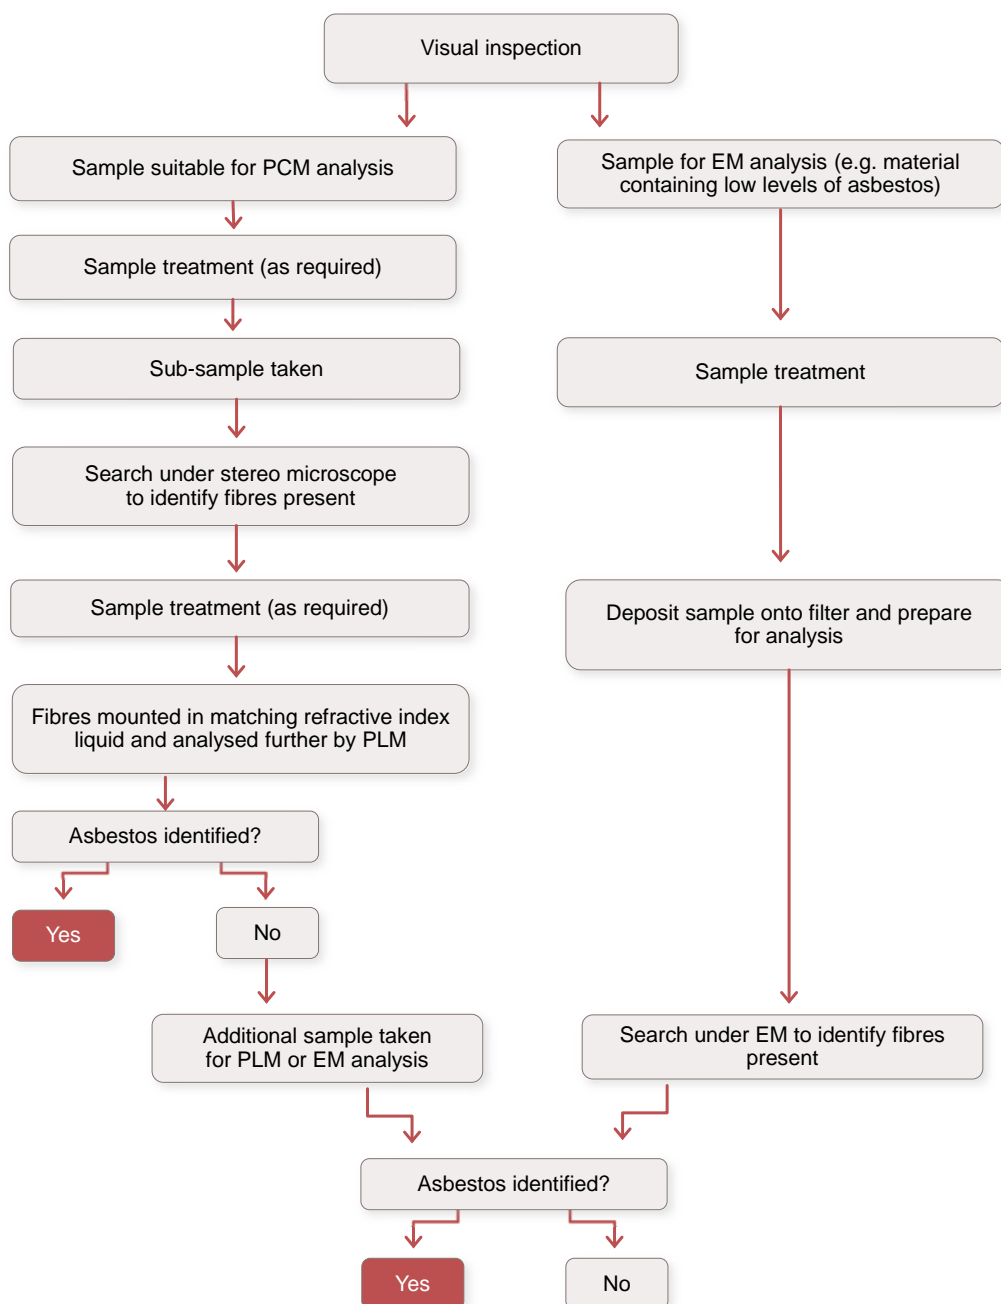 Visual inspection
Sample suitable for PCM analysis
Sample for EM analysis (e.g. material
containing low levels of asbestos)
Sample treatment (as required)
Sub-sample taken
Sample treatment
Search under stereo microscope
to identify fibres present
Sample treatment (as required)
Deposit sample onto filter and prepare
for analysis
Fibres mounted in matching refractive index
liquid and analysed further by PLM
Asbestos identified?
Yes
No
Additional sample taken
for PLM or EM analysis
Search under EM to identify fibres
present
Asbestos identified?
Yes
No